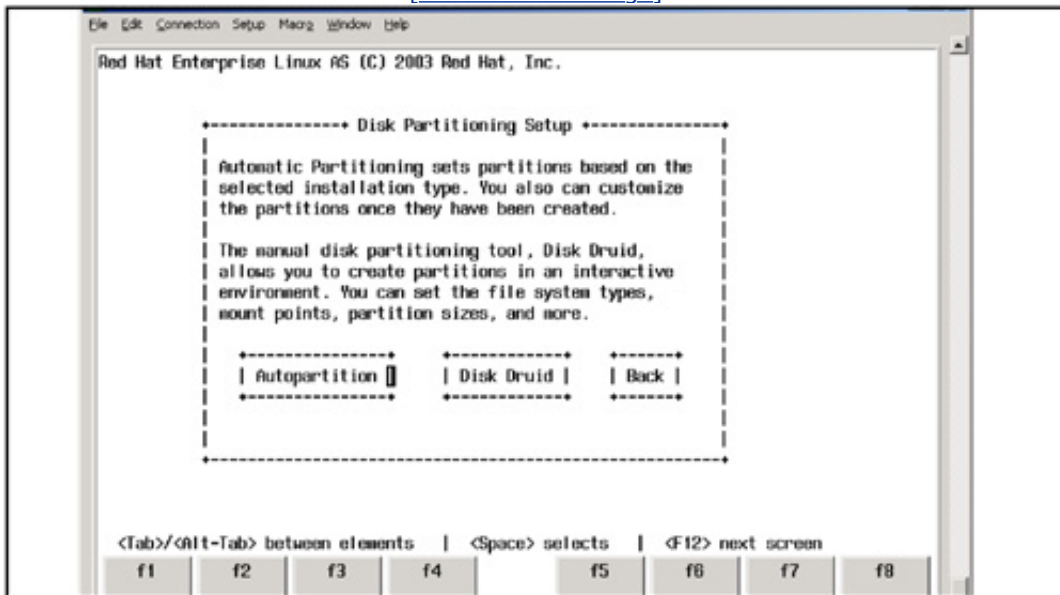 File Edit Connection Setup Macro Window Help
Red Hat Enterprise Linux AS (C) 2003 Red Hat, Inc.
Disk Partitioning Setup
Automatic Partitioning sets partitions based on the
selected installation type. You also can customize
the partitions once they have been created.
The manual disk partitioning tool, Disk Druid,
allows you to create partitions in an interactive
environment. You can set the file system types,
mount points, partition sizes, and more.
Autopartition | Disk Druid | | Back |
<Tab>/<Alt-Tab> between elements | <Space> selects | <F12> next screen
f1 f2 f3 f4 f5 f6 f7 f8